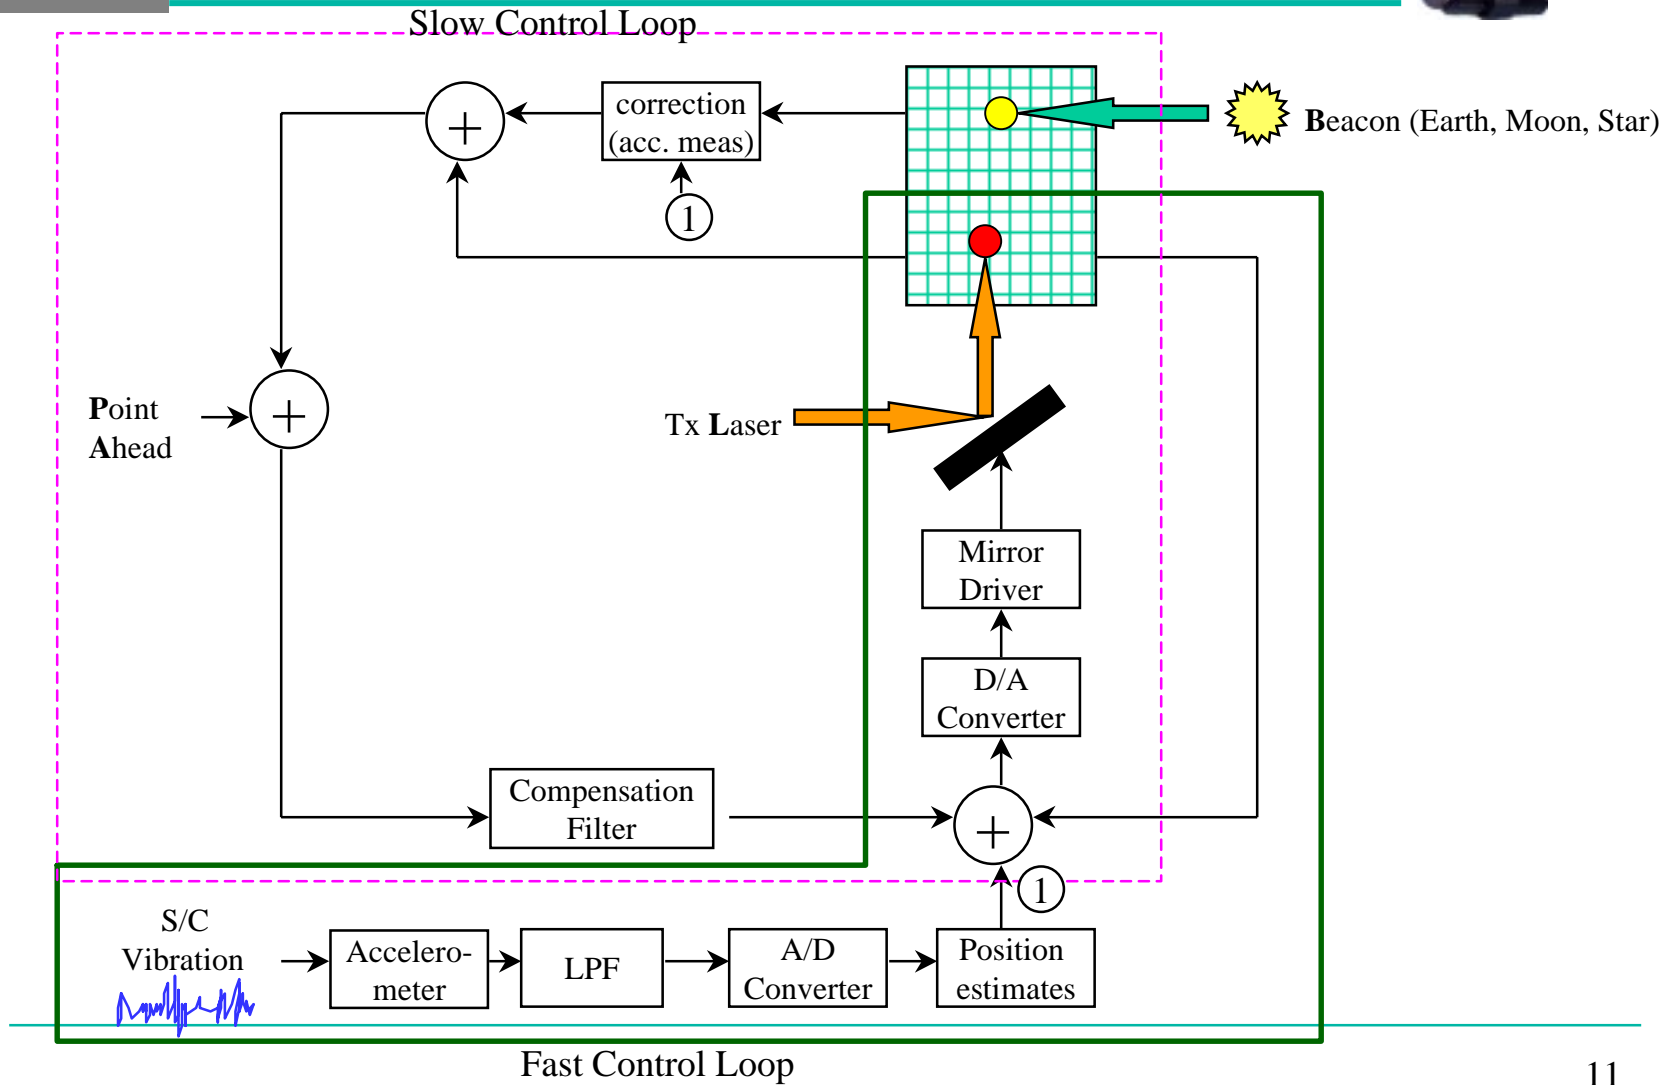 Slow Control Loop
correction
(acc. meas)
1
Beacon (Earth, Moon, Star)
+
Point
Ahead
+
Tx Laser
Mirror
Driver
D/A
Converter
Compensation
Filter
+
1
S/C
Vibration
Accelero-
meter
LPF
A/D
Converter
Position
estimates
Fast Control Loop
11